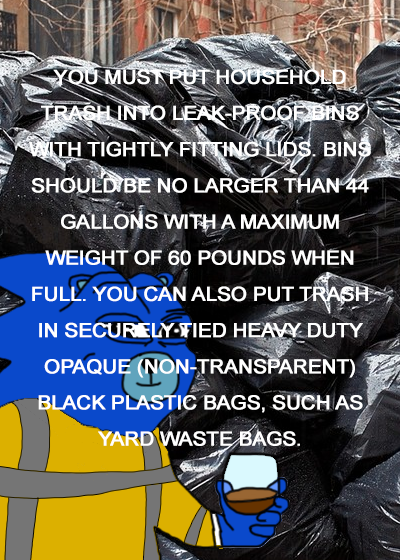 YOU MUST PUT HOUSEHOLD
TRASH INTO LEAK-PROOF BINS
WITH TIGHTLY FITTING LIDS. BINS
SHOULD BE NO LARGER THAN 44
GALLONS WITH A MAXIMUM
WEIGHT OF 60 POUNDS WHEN
FULL. YOU CAN ALSO PUT TRASH
IN SECURELY-TIED HEAVY DUTY
OPAQUE (NON-TRANSPARENT)
BLACK PLASTIC BAGS, SUCH AS
YARD WASTE BAGS.